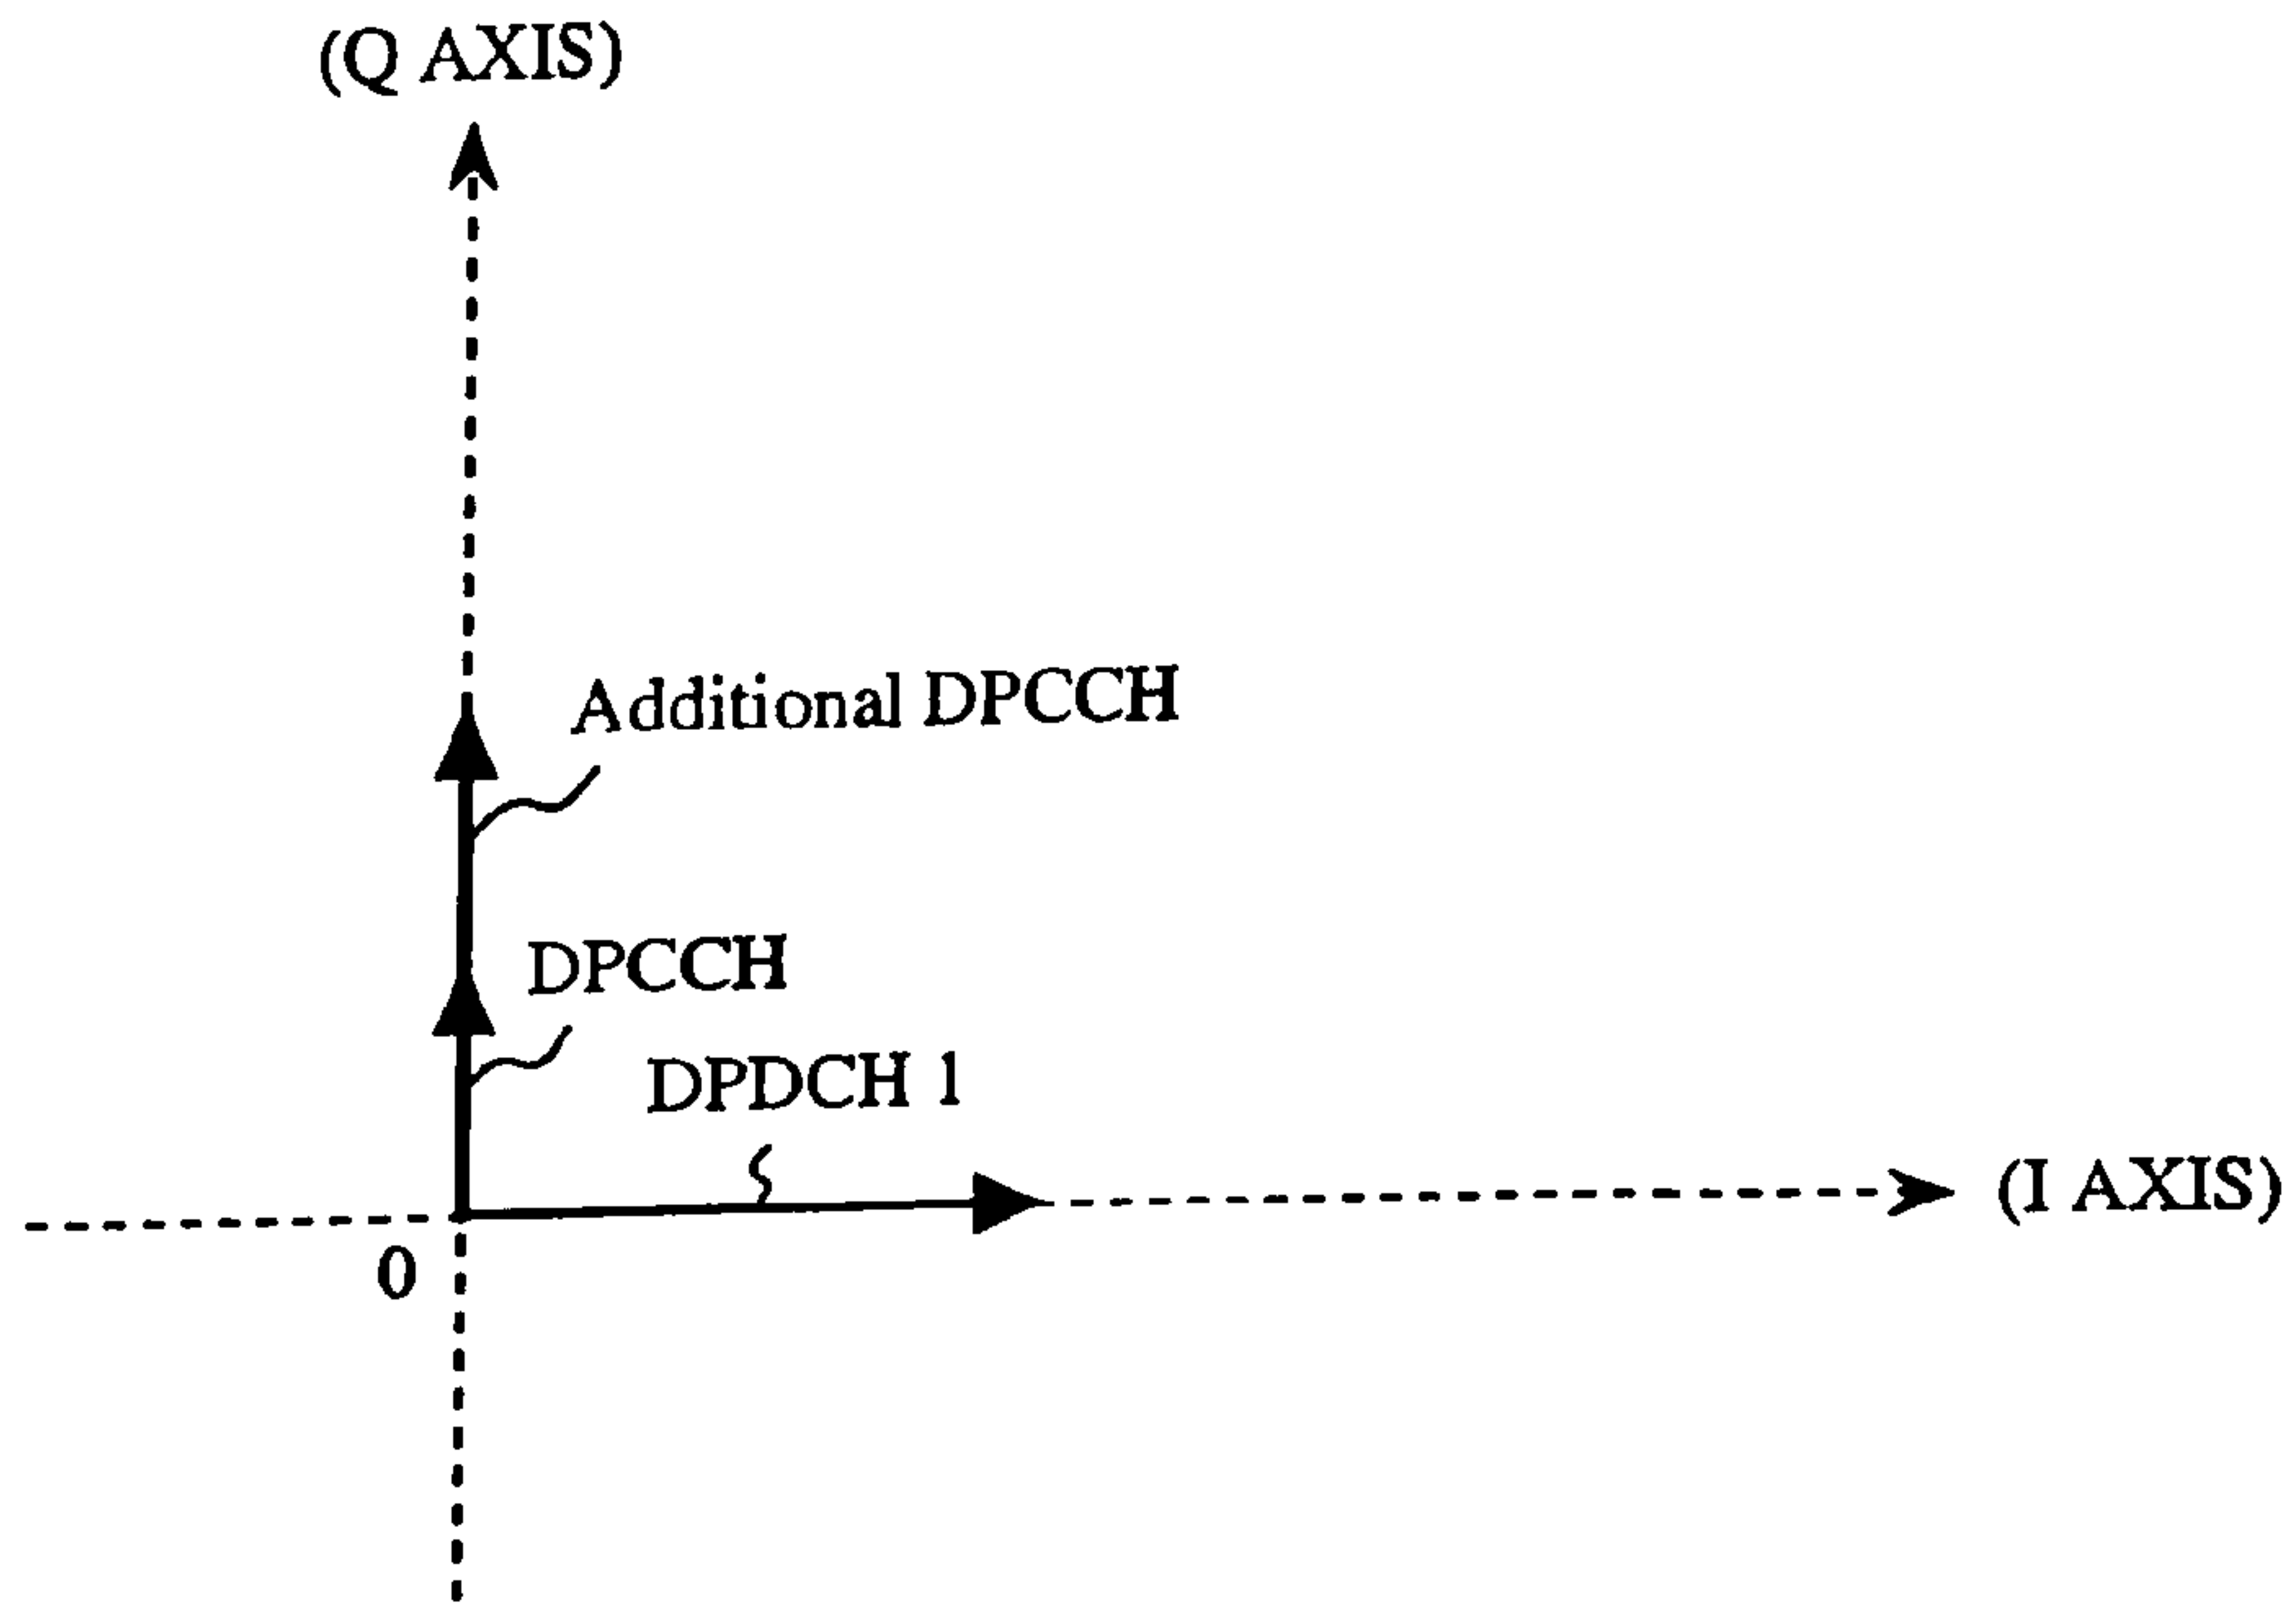 (Q AXIS)
Additional DPCCH
DPCCH
DPDCH 1
(I AXIS)
0